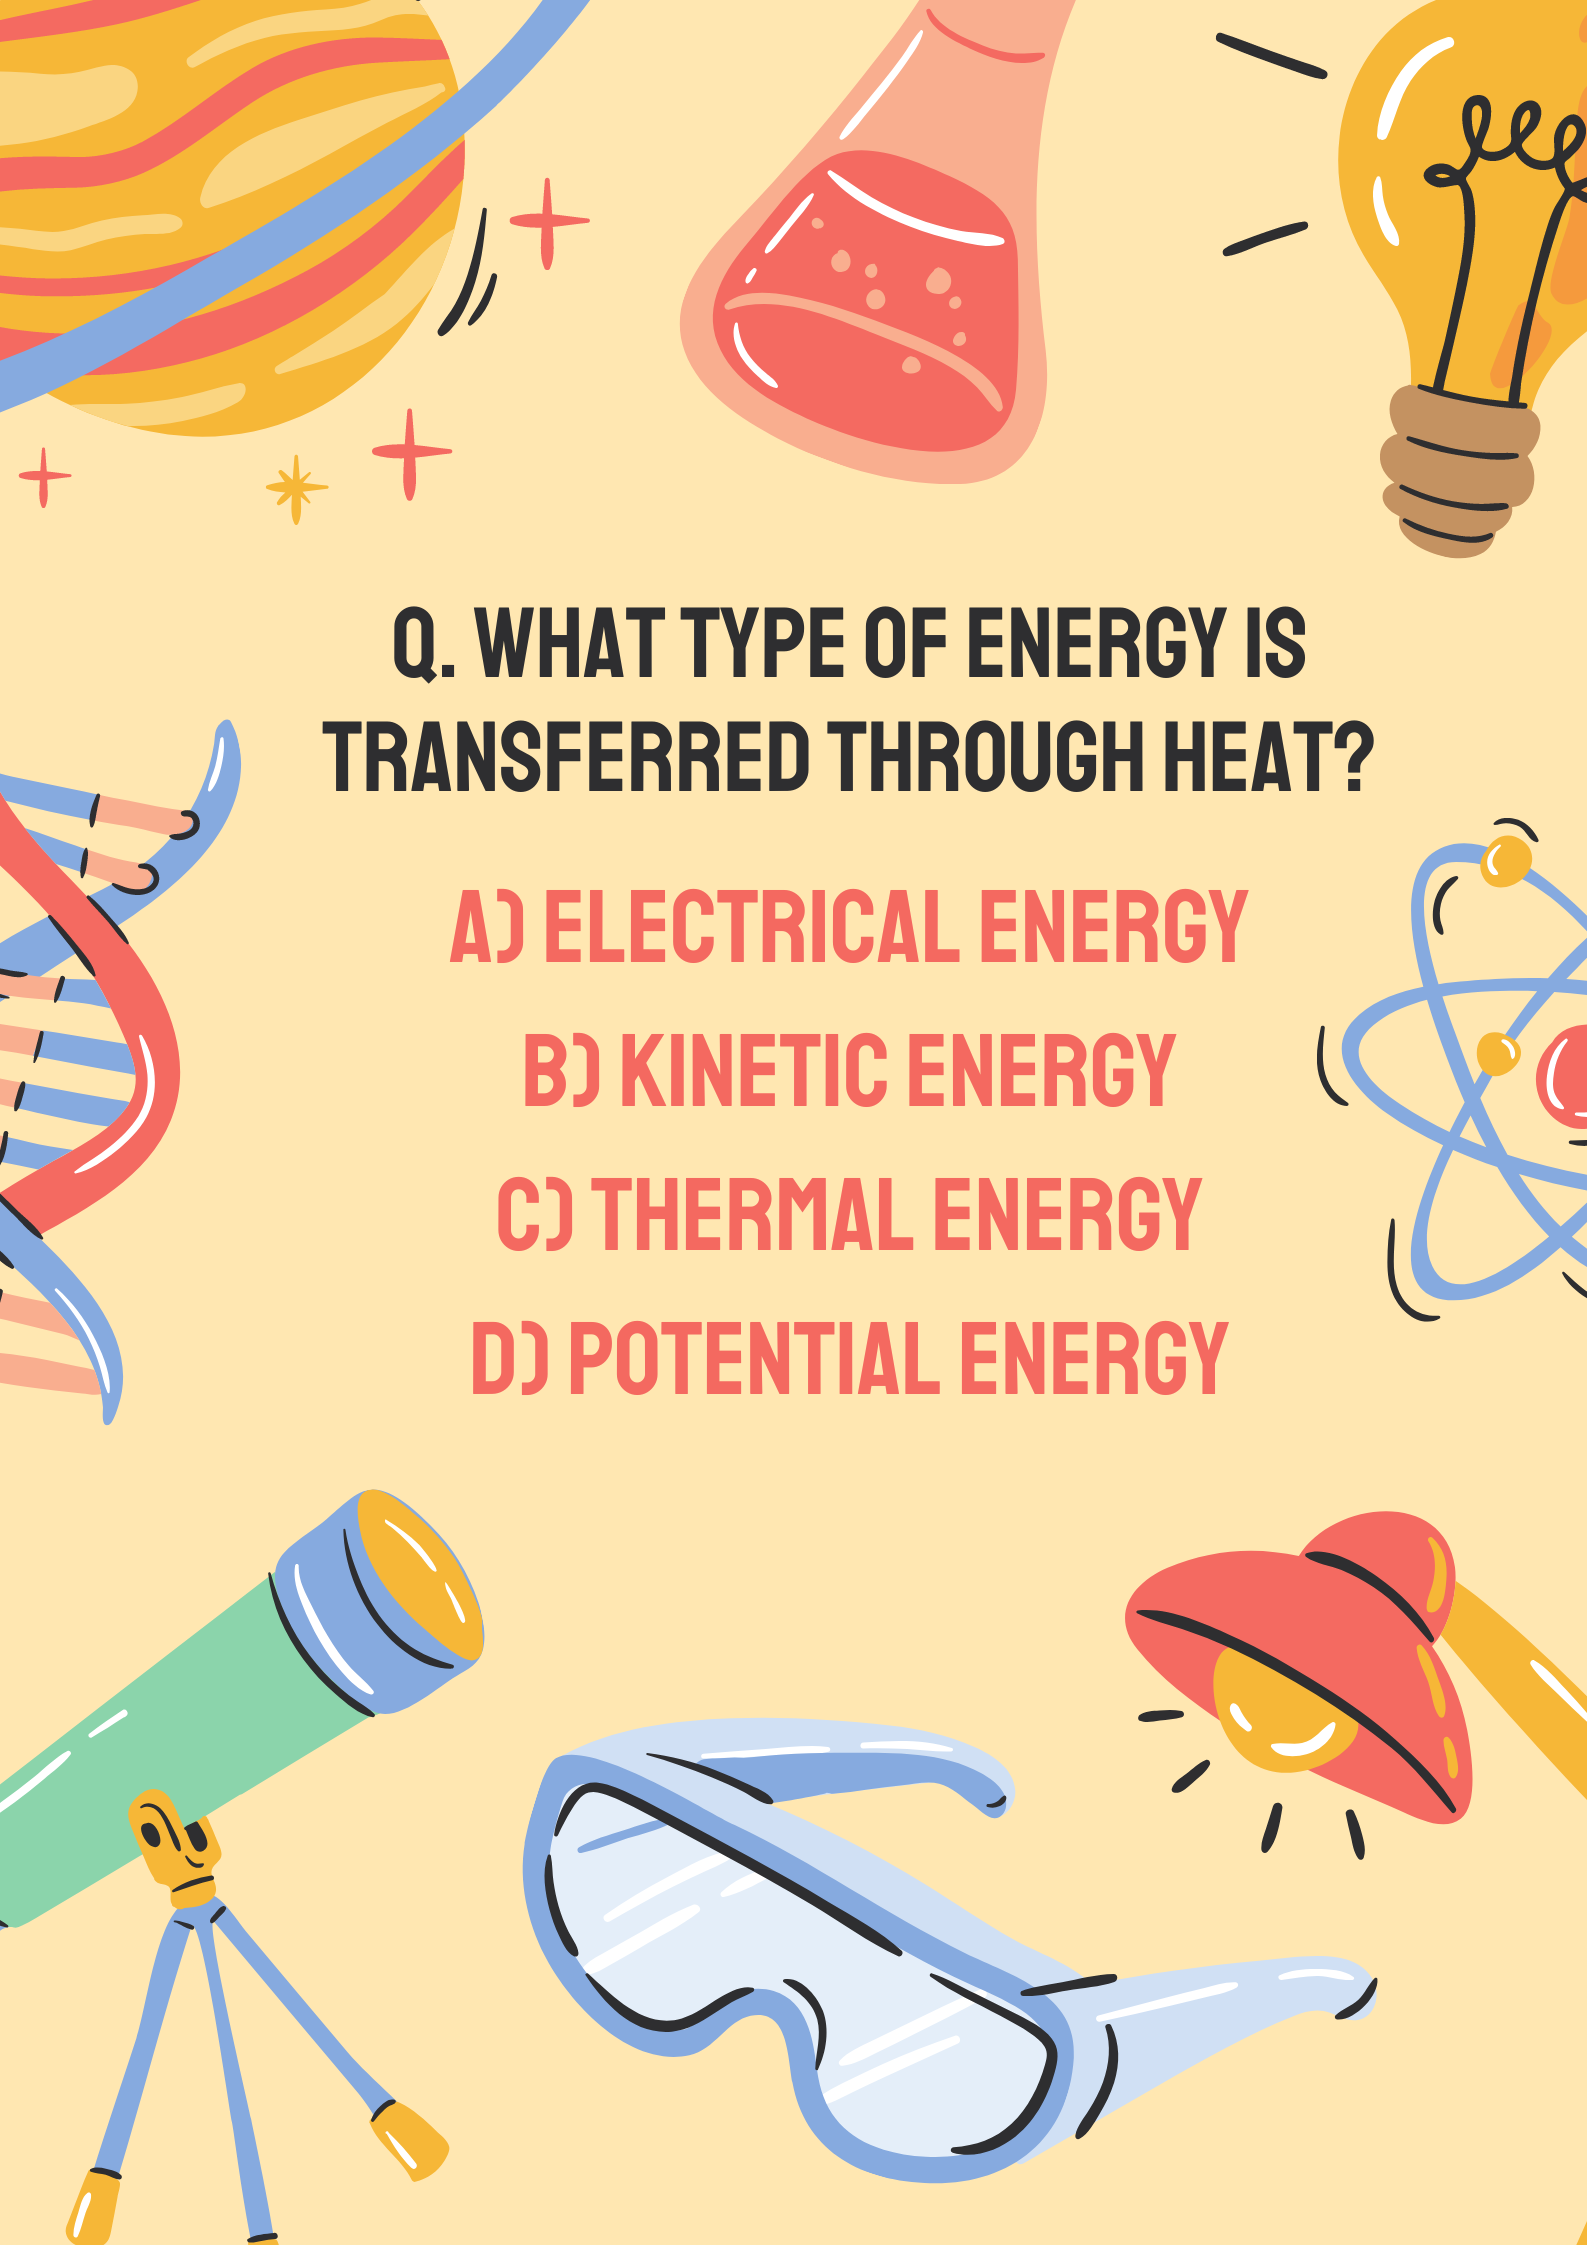 Q. WHAT TYPE OF ENERGY IS
TRANSFERRED THROUGH HEAT?
A) ELECTRICAL ENERGY
B) KINETIC ENERGY
C) THERMAL ENERGY
D) POTENTIAL ENERGY